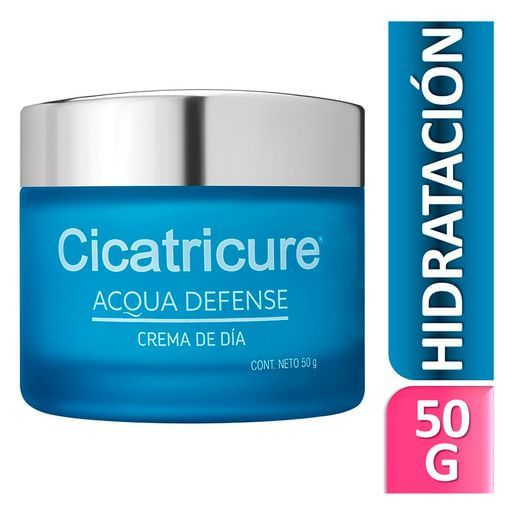 Cicatricure®
ACQUA DEFENSE
CREMA DE DÍA
CONT. NETO 50 g
HIDRATACIÓN
50
G